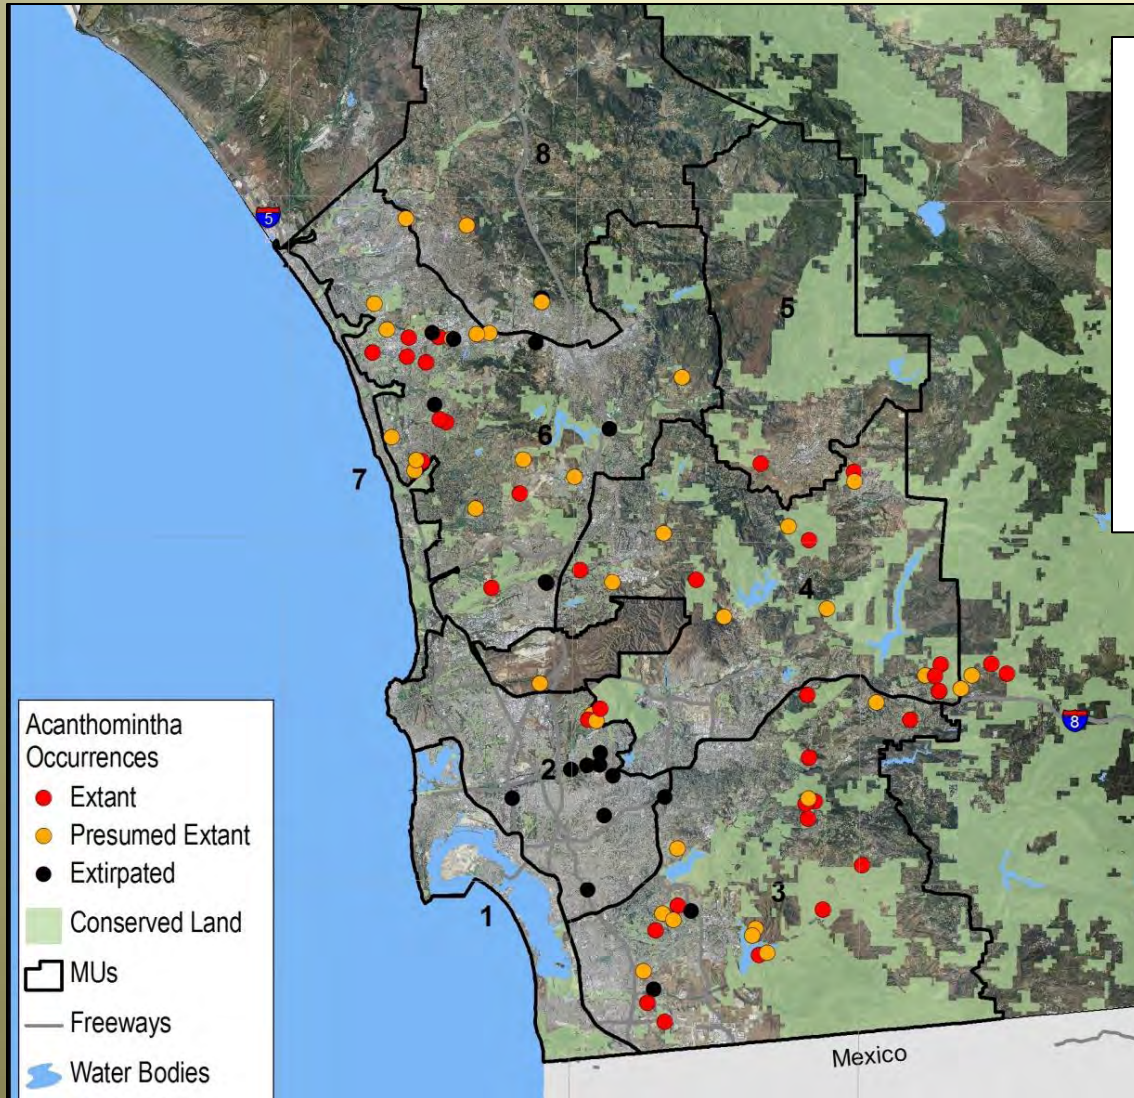 8
5
5
6
7
4
8
2
3
1
Mexico
Acanthomintha
Occurrences
Extant
Presumed Extant
Extirpated
Conserved Land
MUs
Freeways
Water Bodies